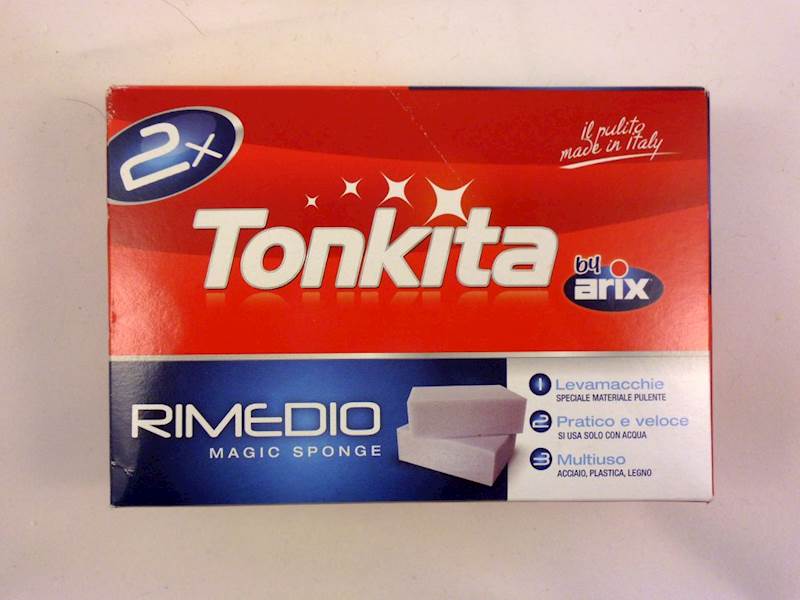 2x
il pulito
made in Italy
Tonkita
by
arix
RIMEDIO
MAGIC SPONGE
1 Levamacchie
SPECIALE MATERIALE PULENTE
2 Pratico e veloce
SI USA SOLO CON ACQUA
3 Multiuso
ACCIAIO, PLASTICA, LEGNO